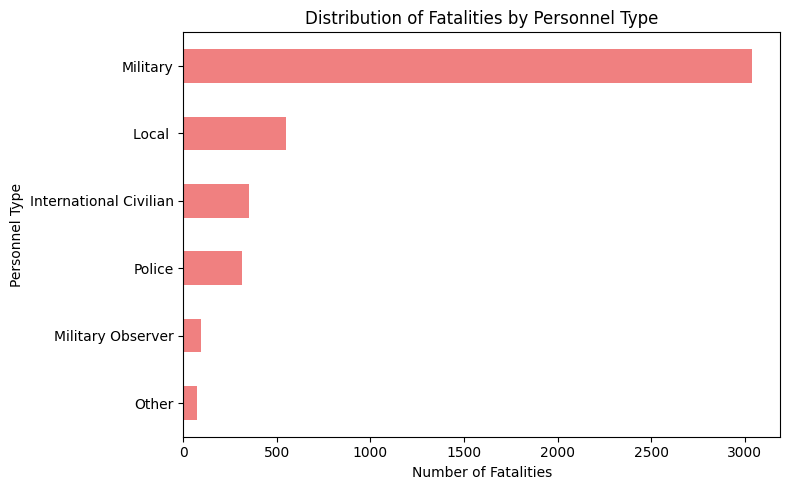 Distribution of Fatalities by Personnel Type
Military
Local
International Civilian
Police
Military Observer
Other
Personnel Type
0 500 1000 1500 2000 2500 3000
Number of Fatalities